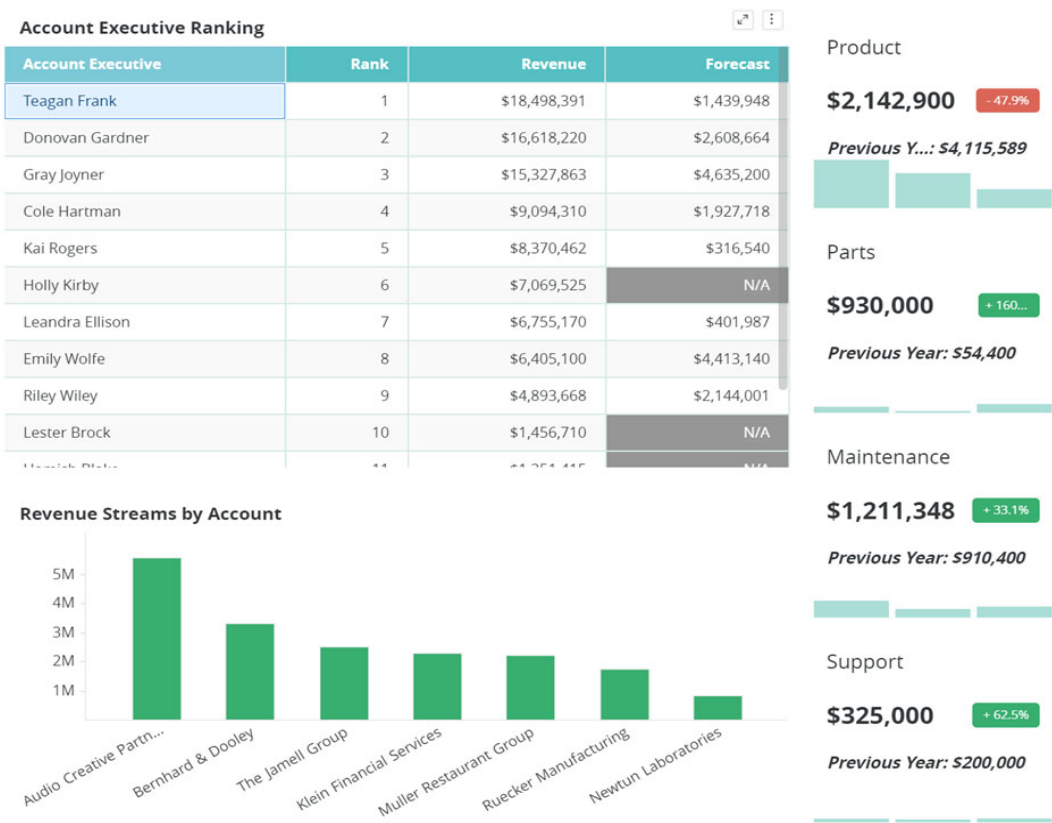 Account Executive Ranking
Account Executive Rank Revenue Forecast
Teagan Frank 1 $18,498,391 $1,439,948
Donovan Gardner 2 $16,618,220 $2,608,664
Gray Joyner 3 $15,327,863 $4,635,200
Cole Hartman 4 $9,094,310 $1,927,718
Kai Rogers 5 $8,370,462 $316,540
Holly Kirby 6 $7,069,525 N/A
Leandra Ellison 7 $6,755,170 $401,987
Emily Wolfe 8 $6,405,100 $4,413,140
Riley Wiley 9 $4,893,668 $2,144,001
Lester Brock 10 $1,456,710 N/A
11 N/A
Revenue Streams by Account
5M
4M
3M
2M
1M
Audio Creative Partn...
Bernhard & Dooley
The Jamell Group
Klein Financial Services
Muller Restaurant Group
Ruecker Manufacturing
Newtun Laboratories
Product
$2,142,900 - 47.9%
Previous Y...: $4,115,589
Parts
$930,000 + 160...
Previous Year: $54,400
Maintenance
$1,211,348 + 33.1%
Previous Year: $910,400
Support
$325,000 + 62.5%
Previous Year: $200,000